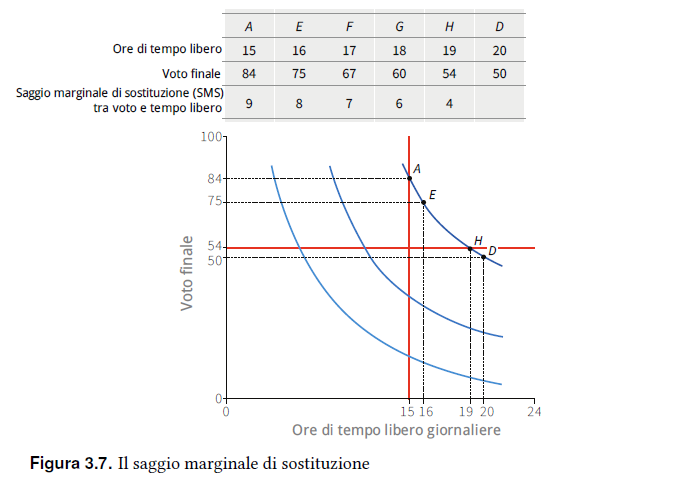 A E F G H D
Ore di tempo libero 15 16 17 18 19 20
Voto finale 84 75 67 60 54 50
Saggio marginale di sostituzione (SMS)
tra voto e tempo libero 9 8 7 6 4
100
A
84
E
75
H
54
D
50
Voto finale
0
0 15 16 19 20 24
Ore di tempo libero giornaliere
Figura 3.7. Il saggio marginale di sostituzione